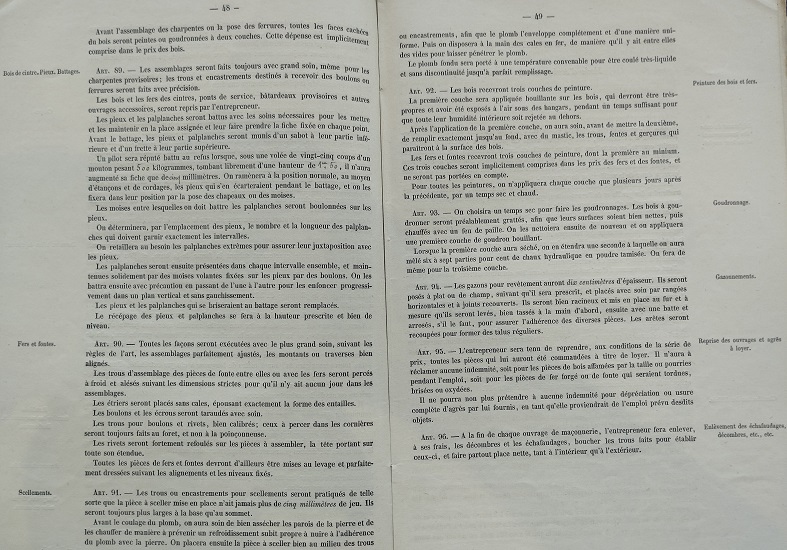 — 48 —
Avant l'assemblage des charpentes ou la pose des ferrures, toutes les faces cachées
du bois seront peintes ou goudronnées à deux couches. Cette dépense est implicitement
comprise dans le prix des bois.
Bois de cintre. Pieux. Battages.
ART. 89. — Les assemblages seront faits toujours avec grand soin, même pour les
charpentes provisoires; les trous et encastrements destinés à recevoir des boulons ou
ferrures seront faits avec précision.
Les bois et les fers des cintres, ponts de service, bâtardeaux provisoires et autres
ouvrages accessoires, seront repris par l'entrepreneur.
Les pieux et les palplanches seront battus avec les soins nécessaires pour les mettre
et les maintenir en la place assignée et leur faire prendre la fiche fixée en chaque point.
Avant le battage, les pieux et palplanches seront munis d'un sabot à leur partie infé-
rieure et d'un frette à leur partie supérieure.
Un pilot sera réputé battu au refus lorsque, sous une volée de vingt-cinq coups d'un
mouton pesant 500 kilogrammes, tombant librement d'une hauteur de il n'aura
augmenté sa fiche que de millimètres. On ramènera à la position normale, au moyen
d'étançons et de cordages, les pieux qui s'en écarteraient pendant le battage, et on les
fixera dans leur position par la pose des chapeaux ou des moises.
Les moises entre lesquelles on doit battre les palplanches seront boulonnées sur les
pieux.
On déterminera, par l'emplacement des pieux, le nombre et la longueur des palplan-
ches qui doivent garnir exactement les intervalles.
On retaillera au besoin les palplanches extrêmes pour assurer leur juxtaposition avec
les pieux.
Les palplanches seront ensuite présentées dans chaque intervalle ensemble, et main-
tenues solidement par des moises volantes fixées sur les pieux par des boulons. On les
battra ensuite avec précaution en passant de l'une à l'autre pour les enfoncer progressi-
vement dans un plan vertical et sans gauchissement.
Les pieux et les palplanches qui se briseraient au battage seront remplacés.
Le récépage des pieux et palplanches se fera à la hauteur prescrite et bien de
niveau.
Fers et fontes.
ART. 90. — Toutes les façons seront exécutées avec le plus grand soin, suivant les
règles de l'art, les assemblages parfaitement ajustés, les montants ou traverses bien
alignés.
Les trous d'assemblage des pièces de fonte entre elles ou avec les fers seront percés
à froid et alésés suivant les dimensions strictes pour qu'il n'y ait aucun jour dans les
assemblages.
Les étriers seront placés sans cales, épousant exactement la forme des entailles.
Les boulons et les écrous seront taraudés avec soin.
Les trous pour boulons et rivets, bien calibrés; ceux à percer dans les cornières
seront toujours faits au foret, et non à la poinçonneuse.
Les rivets seront fortement refoulés sur les pièces à assembler, la tête portant sur
toute son étendue.
Toutes les pièces de fers et fontes devront d'ailleurs être mises au levage et parfaite-
ment dressées suivant les alignements et les niveaux fixés.
Scellements.
ART. 91. — Les trous ou encastrements pour scellements seront pratiqués de telle
sorte que la pièce à sceller mise en place n'ait jamais plus de cinq millimètres de jeu. Ils
seront toujours plus larges à la base qu'au sommet.
Avant le coulage du plomb, on aura soin de bien assécher les parois de la pierre et de
les chauffer de manière à prévenir un refroidissement subit propre à nuire à l'adhérence
du plomb avec la pierre. On placera ensuite la pièce à sceller bien au milieu des trous
— 49 —
ou encastrements, afin que le plomb l'enveloppe complètement et d'une manière uni-
forme. Puis on disposera à la main des cales en fer, de manière qu'il y ait entre elles
des vides pour laisser pénétrer le plomb.
Le plomb fondu sera porté à une température convenable pour être coulé très-liquide
et sans discontinuité jusqu'à parfait remplissage.
Peinture des bois et fers.
ART. 92. — Les bois recevront trois couches de peinture.
La première couche sera appliquée bouillante sur les bois, qui devront être très-
propres et avoir été exposés à l'air sous des hangars, pendant un temps suffisant pour
que toute leur humidité intérieure soit rejetée au dehors.
Après l'application de la première couche, on aura soin, avant de mettre la deuxième,
de remplir exactement jusqu'au fond, avec du mastic, les trous, fentes et gerçures qui
paraîtront à la surface des bois.
Les fers et fontes recevront trois couches de peinture, dont la première au minium.
Ces trois couches seront implicitement comprises dans les prix des fers et des fontes, et
ne seront pas portées en compte.
Pour toutes les peintures, on n'appliquera chaque couche que plusieurs jours après
la précédente, par un temps sec et chaud.
Goudronnage.
ART. 93. — On choisira un temps sec pour faire les goudronnages. Les bois à gou-
dronner seront préalablement grattés, afin que leurs surfaces soient bien nettes, puis
chauffés avec un feu de paille. On les nettoiera ensuite de nouveau et on appliquera
une première couche de goudron bouillant.
Lorsque la première couche aura séché, on en étendra une seconde à laquelle on aura
mêlé six à sept parties pour cent de chaux hydraulique en poudre tamisée. On fera de
même pour la troisième couche.
Gazonnements.
ART. 94. — Les gazons pour revêtement auront dix centimètres d'épaisseur. Ils seront
posés à plat ou de champ, suivant qu'il sera prescrit, et placés avec soin par rangées
horizontales et à joints recouverts. Ils seront bien racineux et mis en place au fur et à
mesure qu'ils seront levés, bien tassés à la main d'abord, ensuite avec une batte et
arrosés, s'il le faut, pour assurer l'adhérence des diverses pièces. Les arêtes seront
recoupées pour former des talus réguliers.
Reprise des ouvrages et agrès
à loyer.
ART. 95. — L'entrepreneur sera tenu de reprendre, aux conditions de la série de
prix, toutes les pièces qui lui auront été commandées à titre de loyer. Il n'aura à
réclamer aucune indemnité, soit pour les pièces de bois affamées par la taille ou pourries
pendant l'emploi, soit pour les pièces de fer forgé ou de fonte qui seraient tordues,
brisées ou oxydées.
Il ne pourra non plus prétendre à aucune indemnité pour dépréciation ou usure
complète d'agrès par lui fournis, en tant qu'elle proviendrait de l'emploi prévu desdits
objets.
Enlèvement des échafaudages,
décombres, etc., etc.
ART. 96. — A la fin de chaque ouvrage de maçonnerie, l'entrepreneur fera enlever,
à ses frais, les décombres et les échafaudages, boucher les trous faits pour établir
ceux-ci, et faire partout place nette, tant à l'intérieur qu'à l'extérieur.